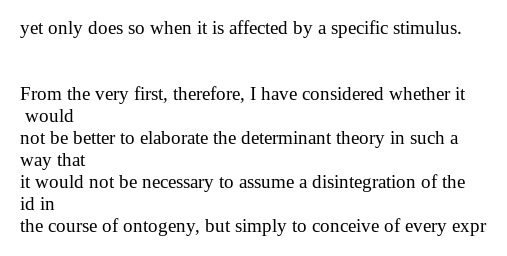 yet only does so when it is affected by a specific stimulus.
From the very first, therefore, I have considered whether it
would
not be better to elaborate the determinant theory in such a
way that
it would not be necessary to assume a disintegration of the
id in
the course of ontogeny, but simply to conceive of every expr